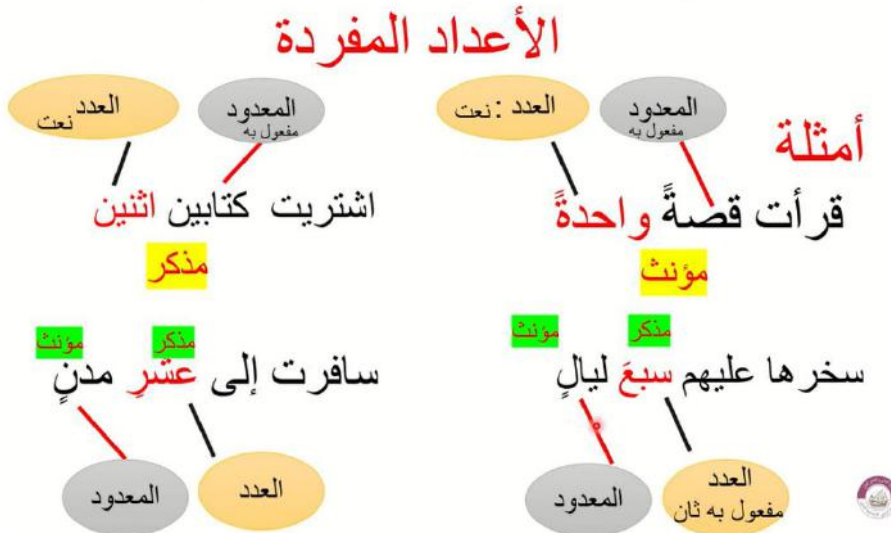 الأعداد المفردة
أمثلة
المعدود
مفعول به
العدد : نعت
قرأت قصةً واحدةً
مؤنث
المعدود
مفعول به
العدد
نعت
اشتريت كتابين اثنين
مذكر
مذكر
مؤنث
سخرها عليهم سبعَ ليالٍ
العدد
مفعول به ثان
المعدود
مذكر
مؤنث
سافرت إلى عشرٍ مدنٍ
العدد
المعدود